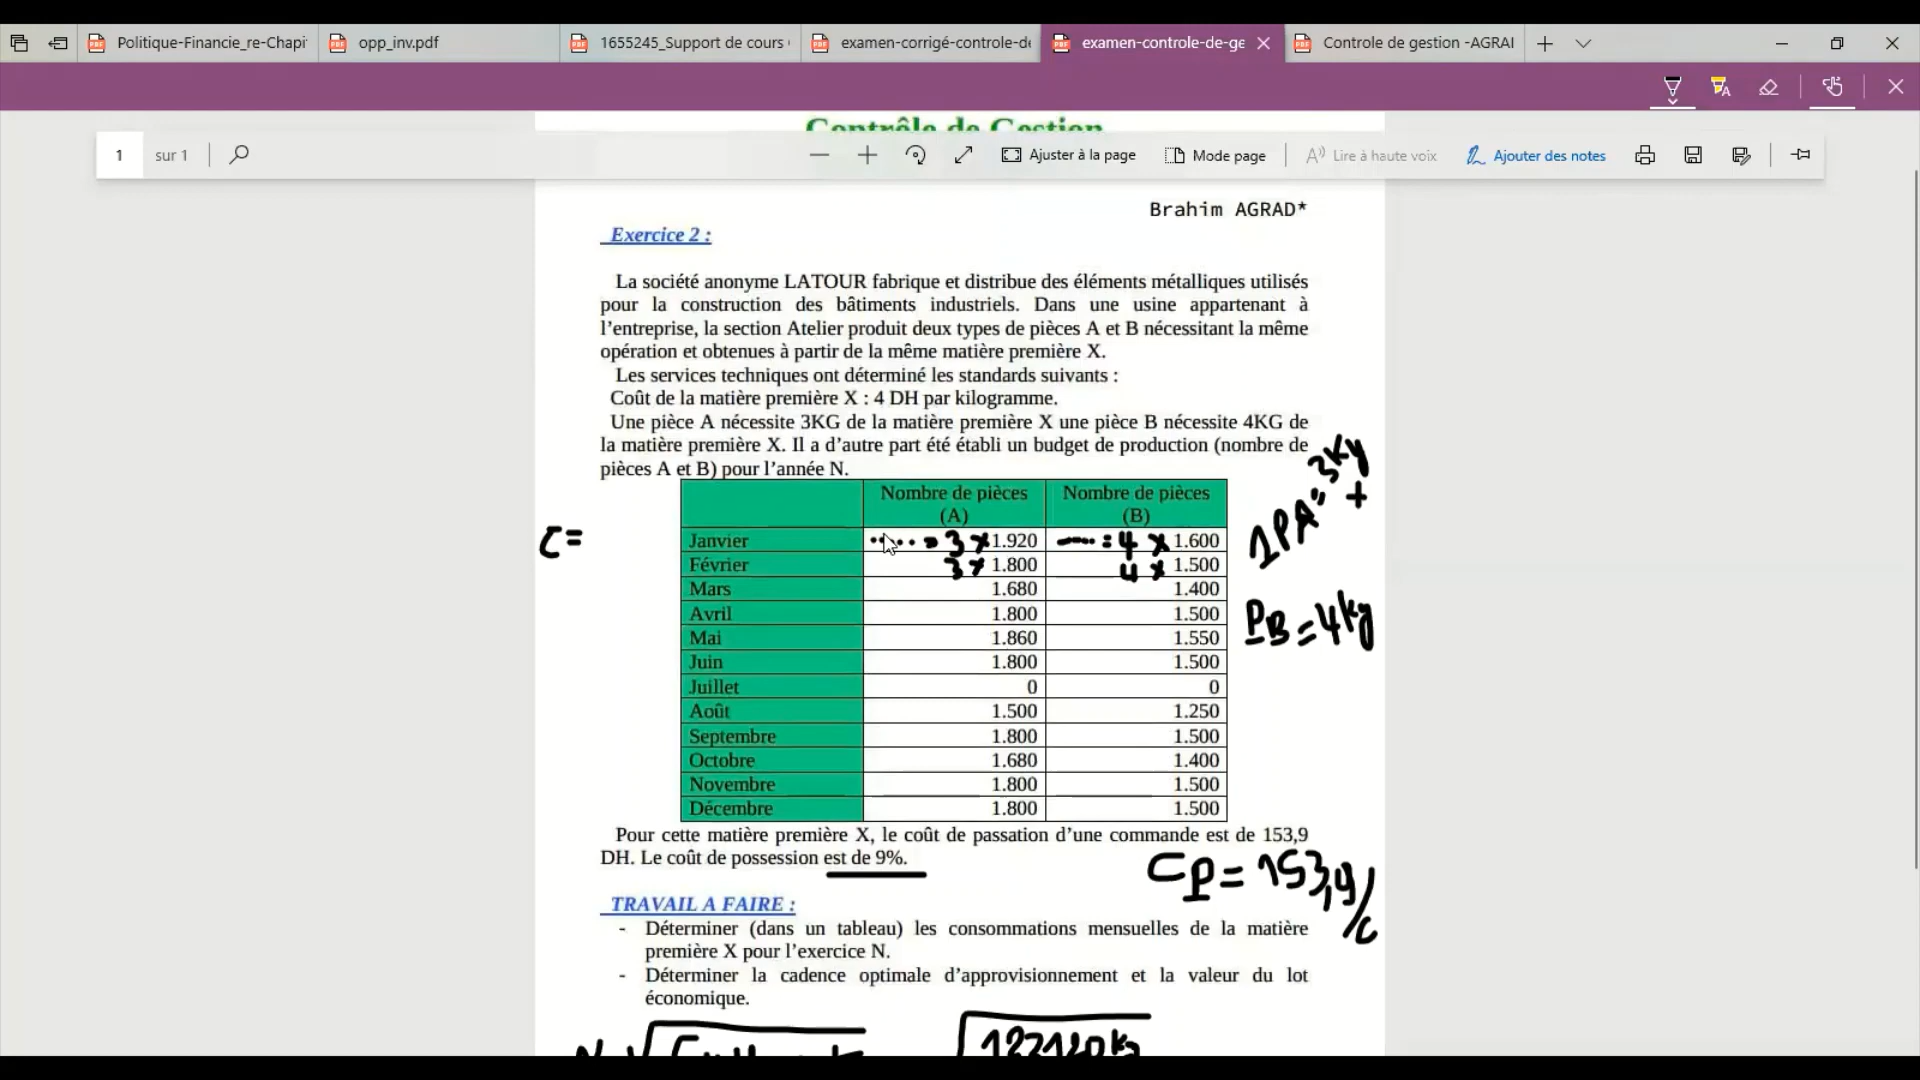 Politique-Financie_re-Chapi
opp_inv.pdf
1655245_Support de cours
examen-corrigé-controle-de
examen-controle-de-ge
Controle de gestion -AGRAI
Contrôle de Gestion
1 sur 1
Ajuster à la page
Mode page
Lire à haute voix
Ajouter des notes
Brahim AGRAD*
Exercice 2 :
La société anonyme LATOUR fabrique et distribue des éléments métalliques utilisés
pour la construction des bâtiments industriels. Dans une usine appartenant à
l’entreprise, la section Atelier produit deux types de pièces A et B nécessitant la même
opération et obtenues à partir de la même matière première X.
Les services techniques ont déterminé les standards suivants :
Coût de la matière première X : 4 DH par kilogramme.
Une pièce A nécessite 3KG de la matière première X une pièce B nécessite 4KG de
la matière première X. Il a d’autre part été établi un budget de production (nombre de
pièces A et B) pour l’année N.
Nombre de pièces (A) Nombre de pièces (B)
Janvier = 3 x 1.920 = 4 x 1.600
Février 3 x 1.800 4 x 1.500
Mars 1.680 1.400
Avril 1.800 1.500
Mai 1.860 1.550
Juin 1.800 1.500
Juillet 0 0
Août 1.500 1.250
Septembre 1.800 1.500
Octobre 1.680 1.400
Novembre 1.800 1.500
Décembre 1.800 1.500
C=
1PA = 3kg
+
PB = 4kg
Pour cette matière première X, le coût de passation d’une commande est de 153,9
DH. Le coût de possession est de 9%.
CP = 153,9/c
TRAVAIL A FAIRE :
- Déterminer (dans un tableau) les consommations mensuelles de la matière
première X pour l’exercice N.
- Déterminer la cadence optimale d’approvisionnement et la valeur du lot
économique.